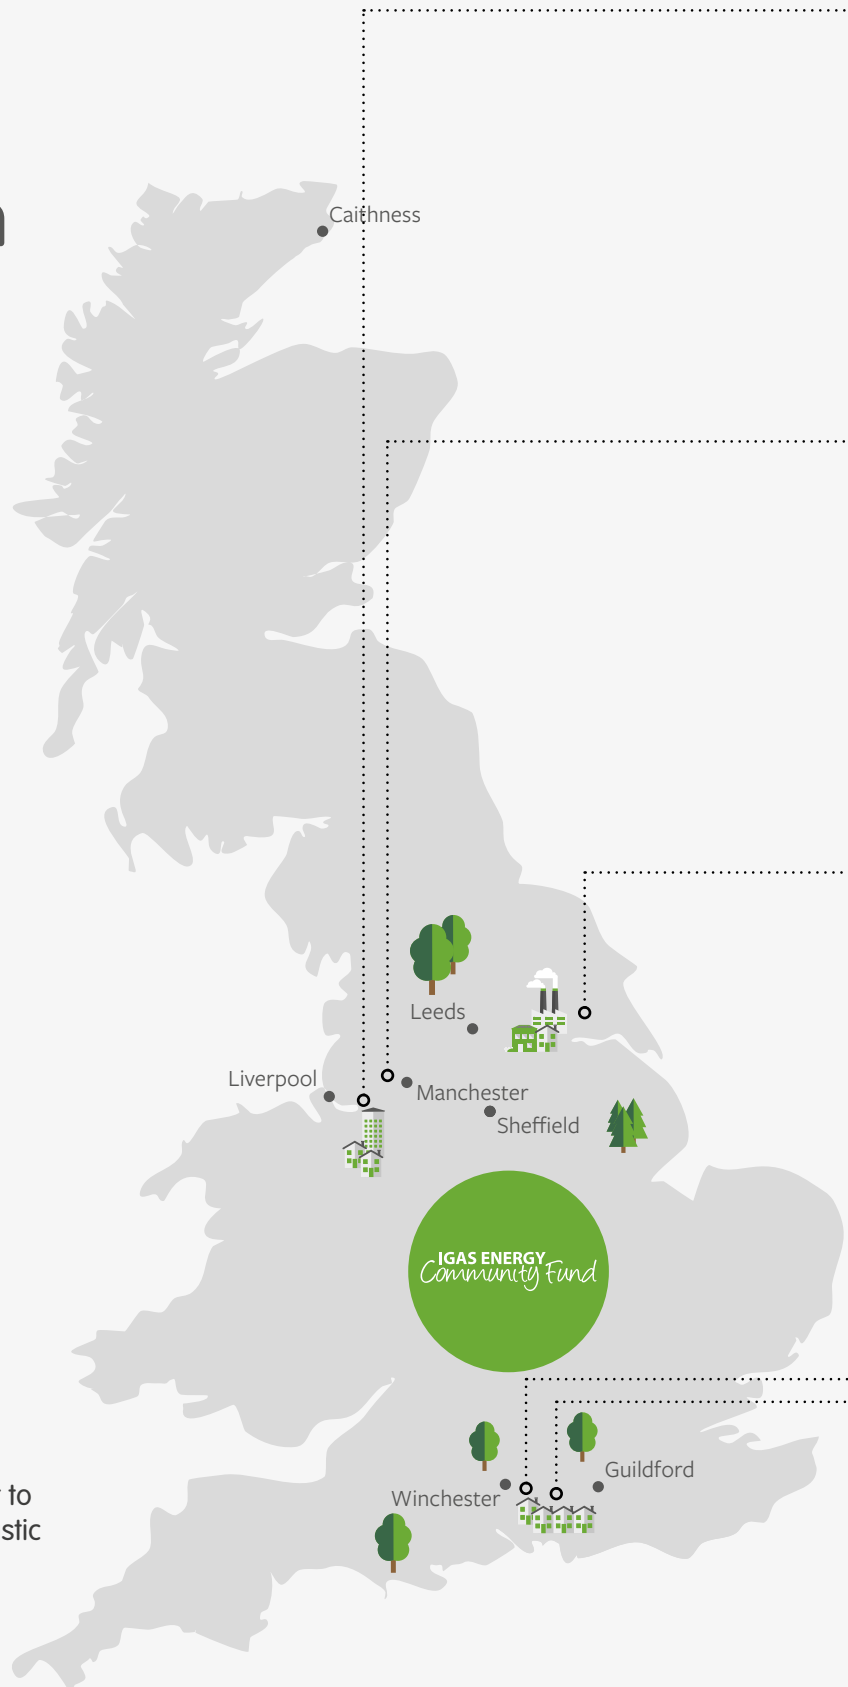 Caithness
Leeds
Liverpool
Manchester
Sheffield
IGAS ENERGY
Community Fund
Guildford
Winchester
to
stic